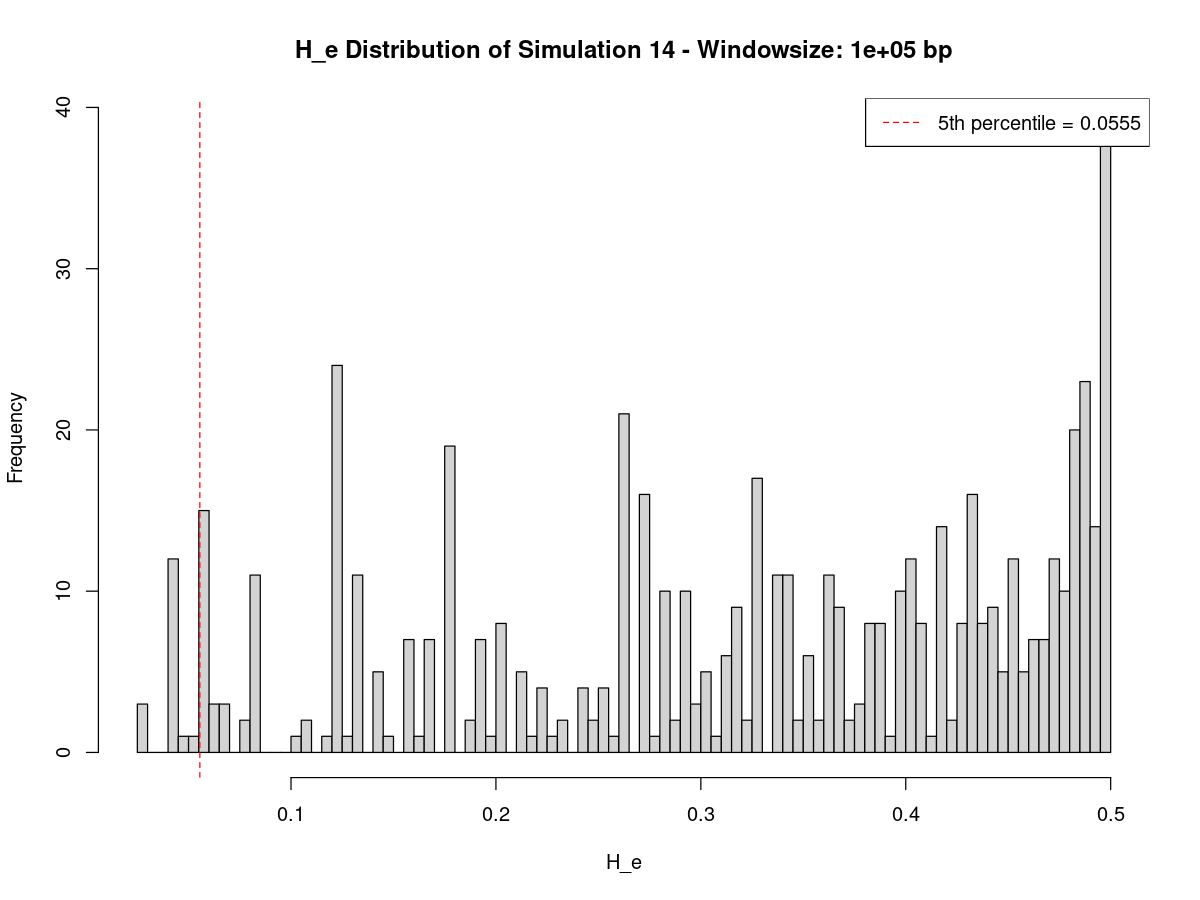 H_e Distribution of Simulation 14 - Windowsize: 1e+05 bp
5th percentile = 0.0555
Frequency
40
30
20
10
0
0.1 0.2 0.3 0.4 0.5
H_e